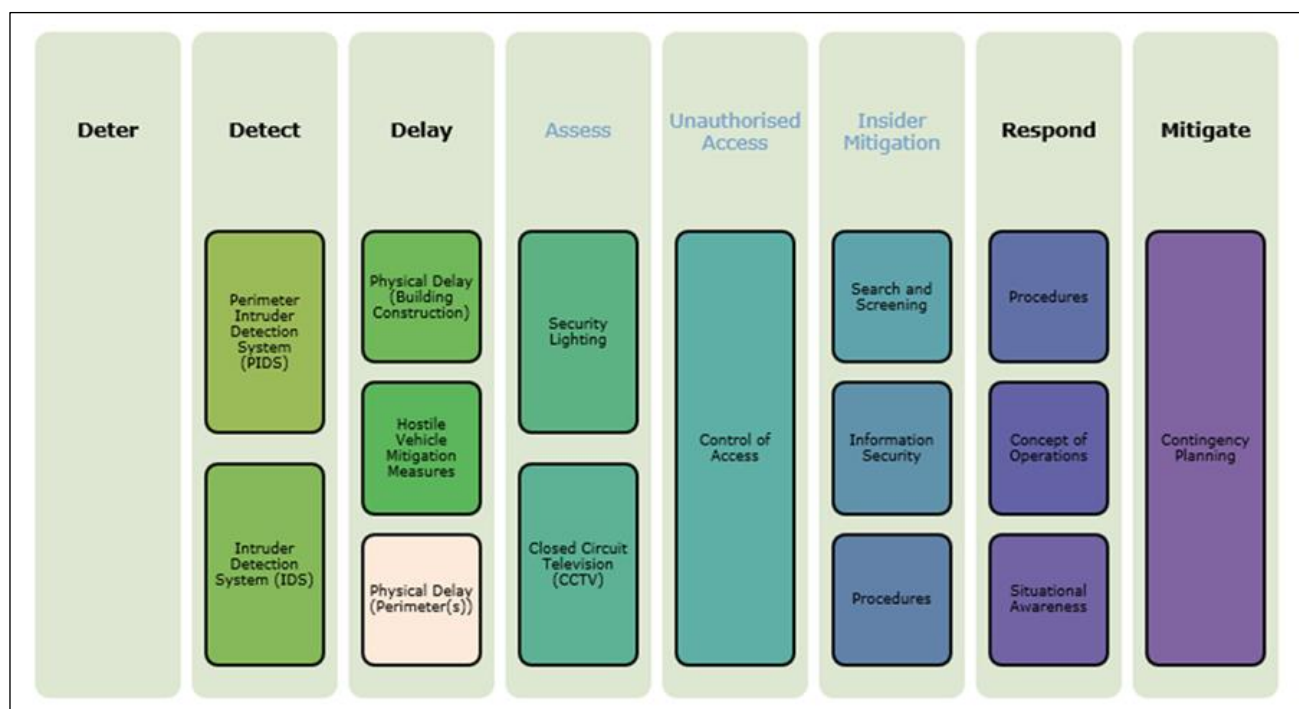 Deter
Detect
Delay
Assess
Unauthorised
Access
Insider
Mitigation
Respond
Mitigate
Perimeter
Intruder
Detection
System
(PIDS)
Intruder
Detection
System (IDS)
Physical Delay
(Building
Construction)
Hostile
Vehicle
Mitigation
Measures
Physical Delay
(Perimeter(s))
Security
Lighting
Closed Circuit
Television
(CCTV)
Control of
Access
Search and
Screening
Information
Security
Procedures
Procedures
Concept of
Operations
Situational
Awareness
Contingency
Planning